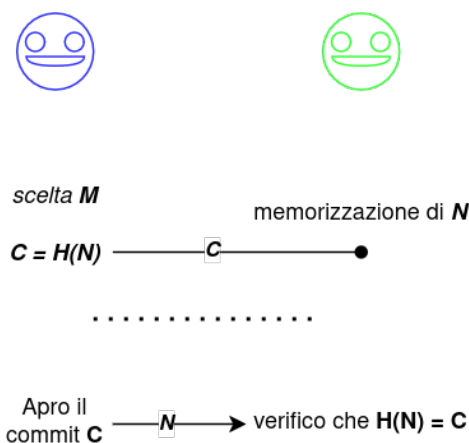 scelta M
memorizzazione di N
C = H(N)
C
Apro il
commit C
N
verifico che H(N) = C